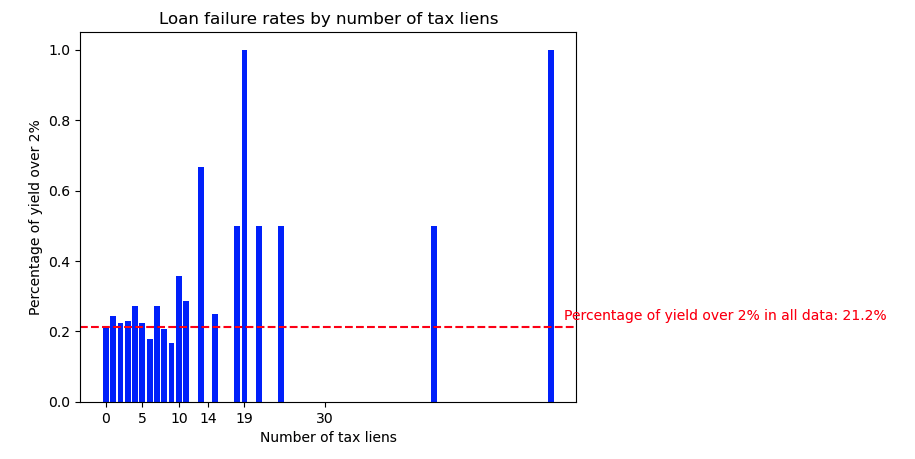 Loan failure rates by number of tax liens
Percentage of yield over 2%
1.0
0.8
0.6
0.4
0.2
0.0
Percentage of yield over 2% in all data: 21.2%
0 5 10 14 19 30
Number of tax liens